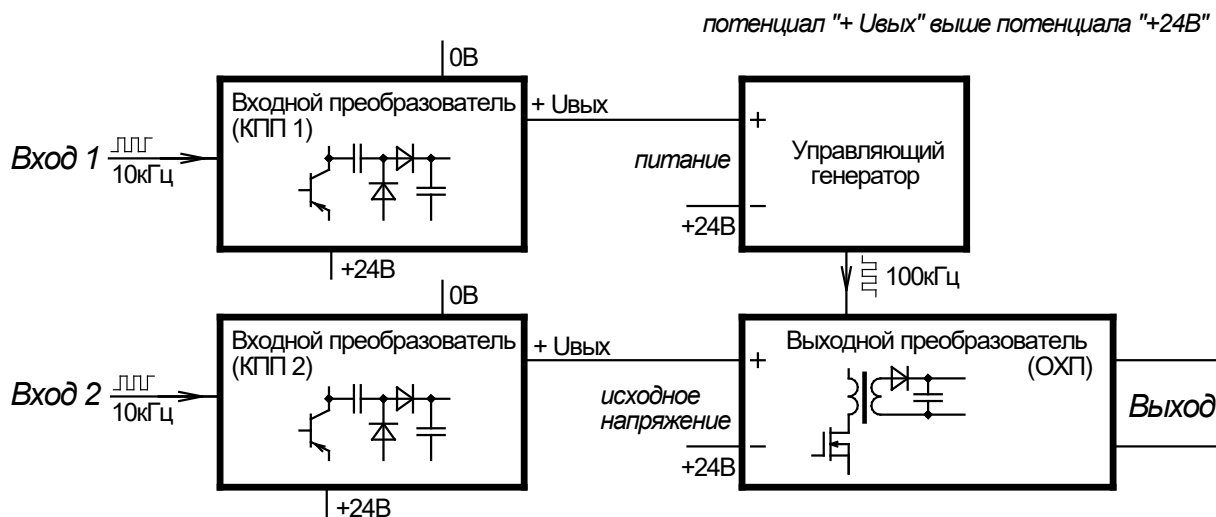 потенциал "+ Uвых" выше потенциала "+24В"
0В
Входной преобразователь
(КПП 1)
+ Uвых
Вход 1
10кГц
+24В
питание
+
Управляющий
генератор
+24В
−
100кГц
0В
Входной преобразователь
(КПП 2)
+ Uвых
Вход 2
10кГц
+24В
исходное
напряжение
+
Выходной преобразователь
(ОХП)
+24В
−
Выход